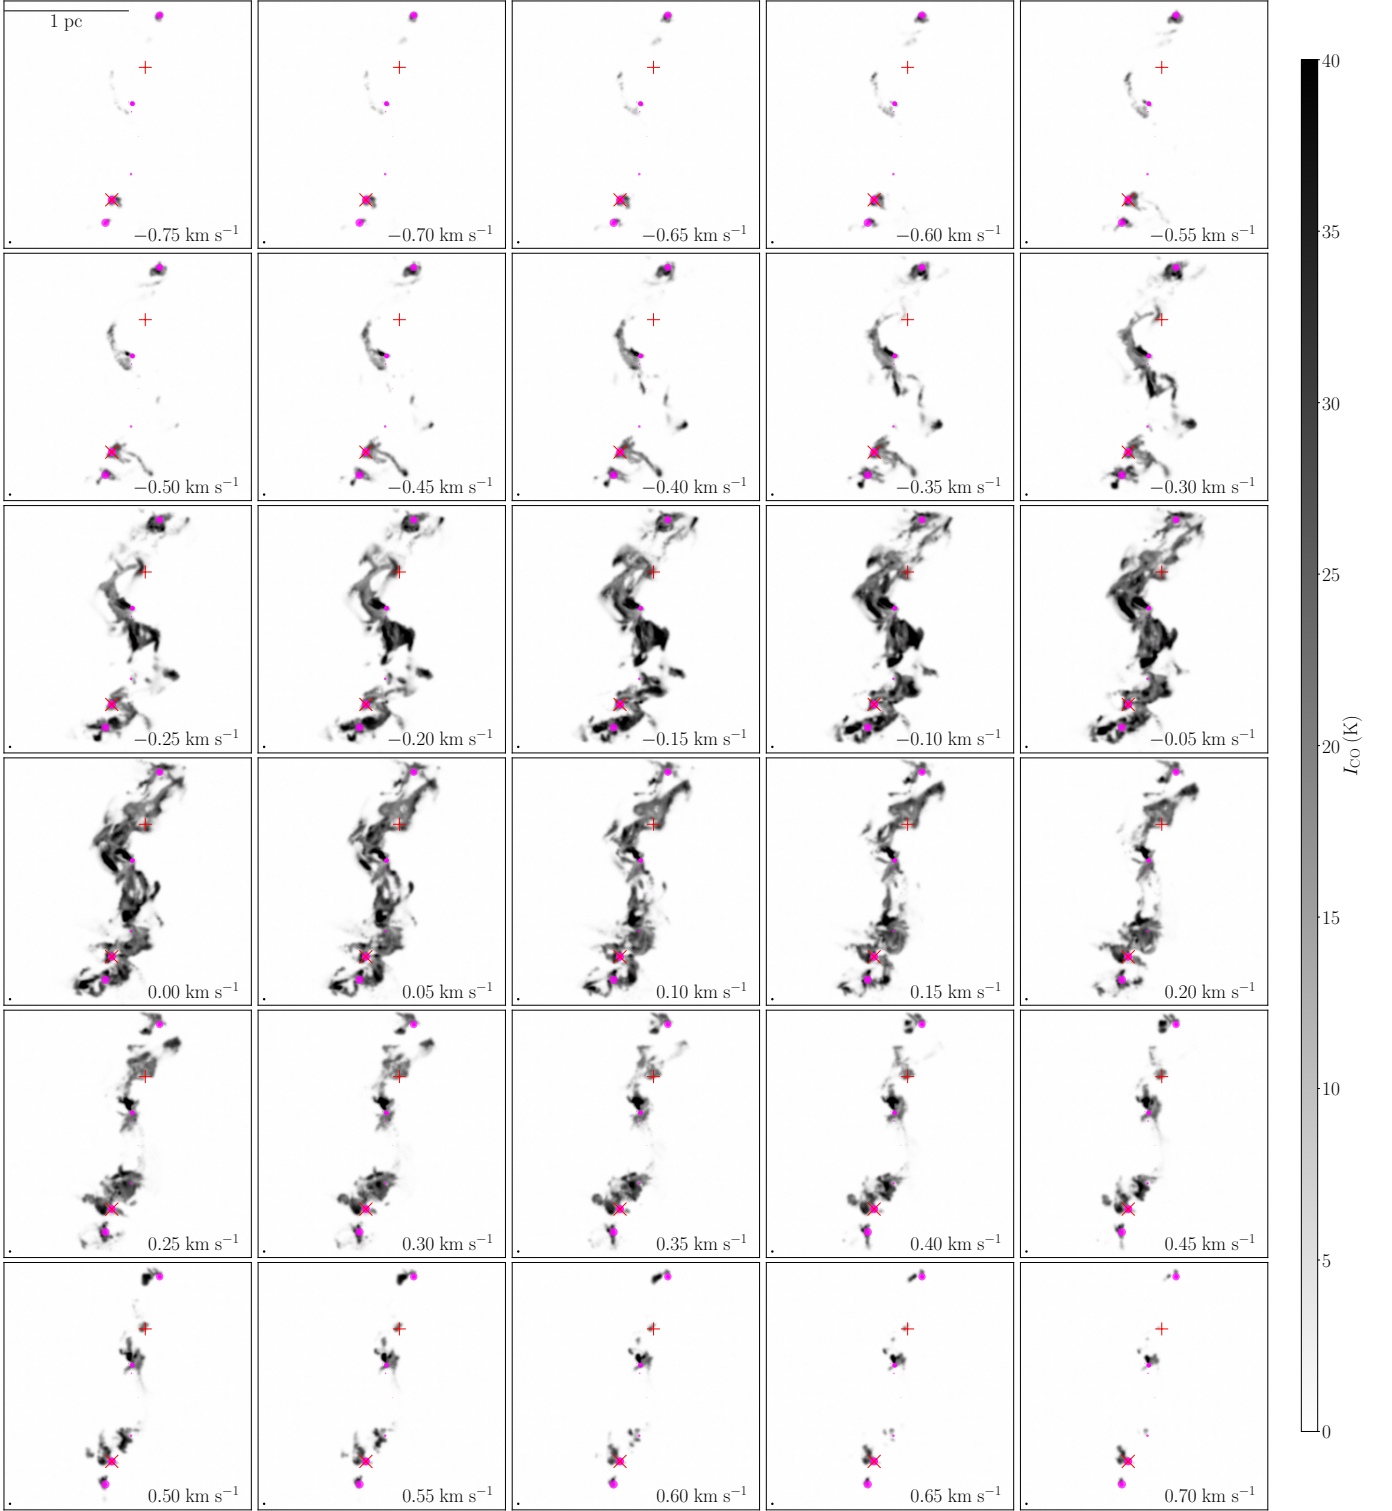 1 pc
−0.75 km s⁻¹
−0.70 km s⁻¹
−0.65 km s⁻¹
−0.60 km s⁻¹
−0.55 km s⁻¹
−0.50 km s⁻¹
−0.45 km s⁻¹
−0.40 km s⁻¹
−0.35 km s⁻¹
−0.30 km s⁻¹
−0.25 km s⁻¹
−0.20 km s⁻¹
−0.15 km s⁻¹
−0.10 km s⁻¹
−0.05 km s⁻¹
0.00 km s⁻¹
0.05 km s⁻¹
0.10 km s⁻¹
0.15 km s⁻¹
0.20 km s⁻¹
0.25 km s⁻¹
0.30 km s⁻¹
0.35 km s⁻¹
0.40 km s⁻¹
0.45 km s⁻¹
0.50 km s⁻¹
0.55 km s⁻¹
0.60 km s⁻¹
0.65 km s⁻¹
0.70 km s⁻¹
40
35
30
25
20
15
10
5
0
I_CO (K)